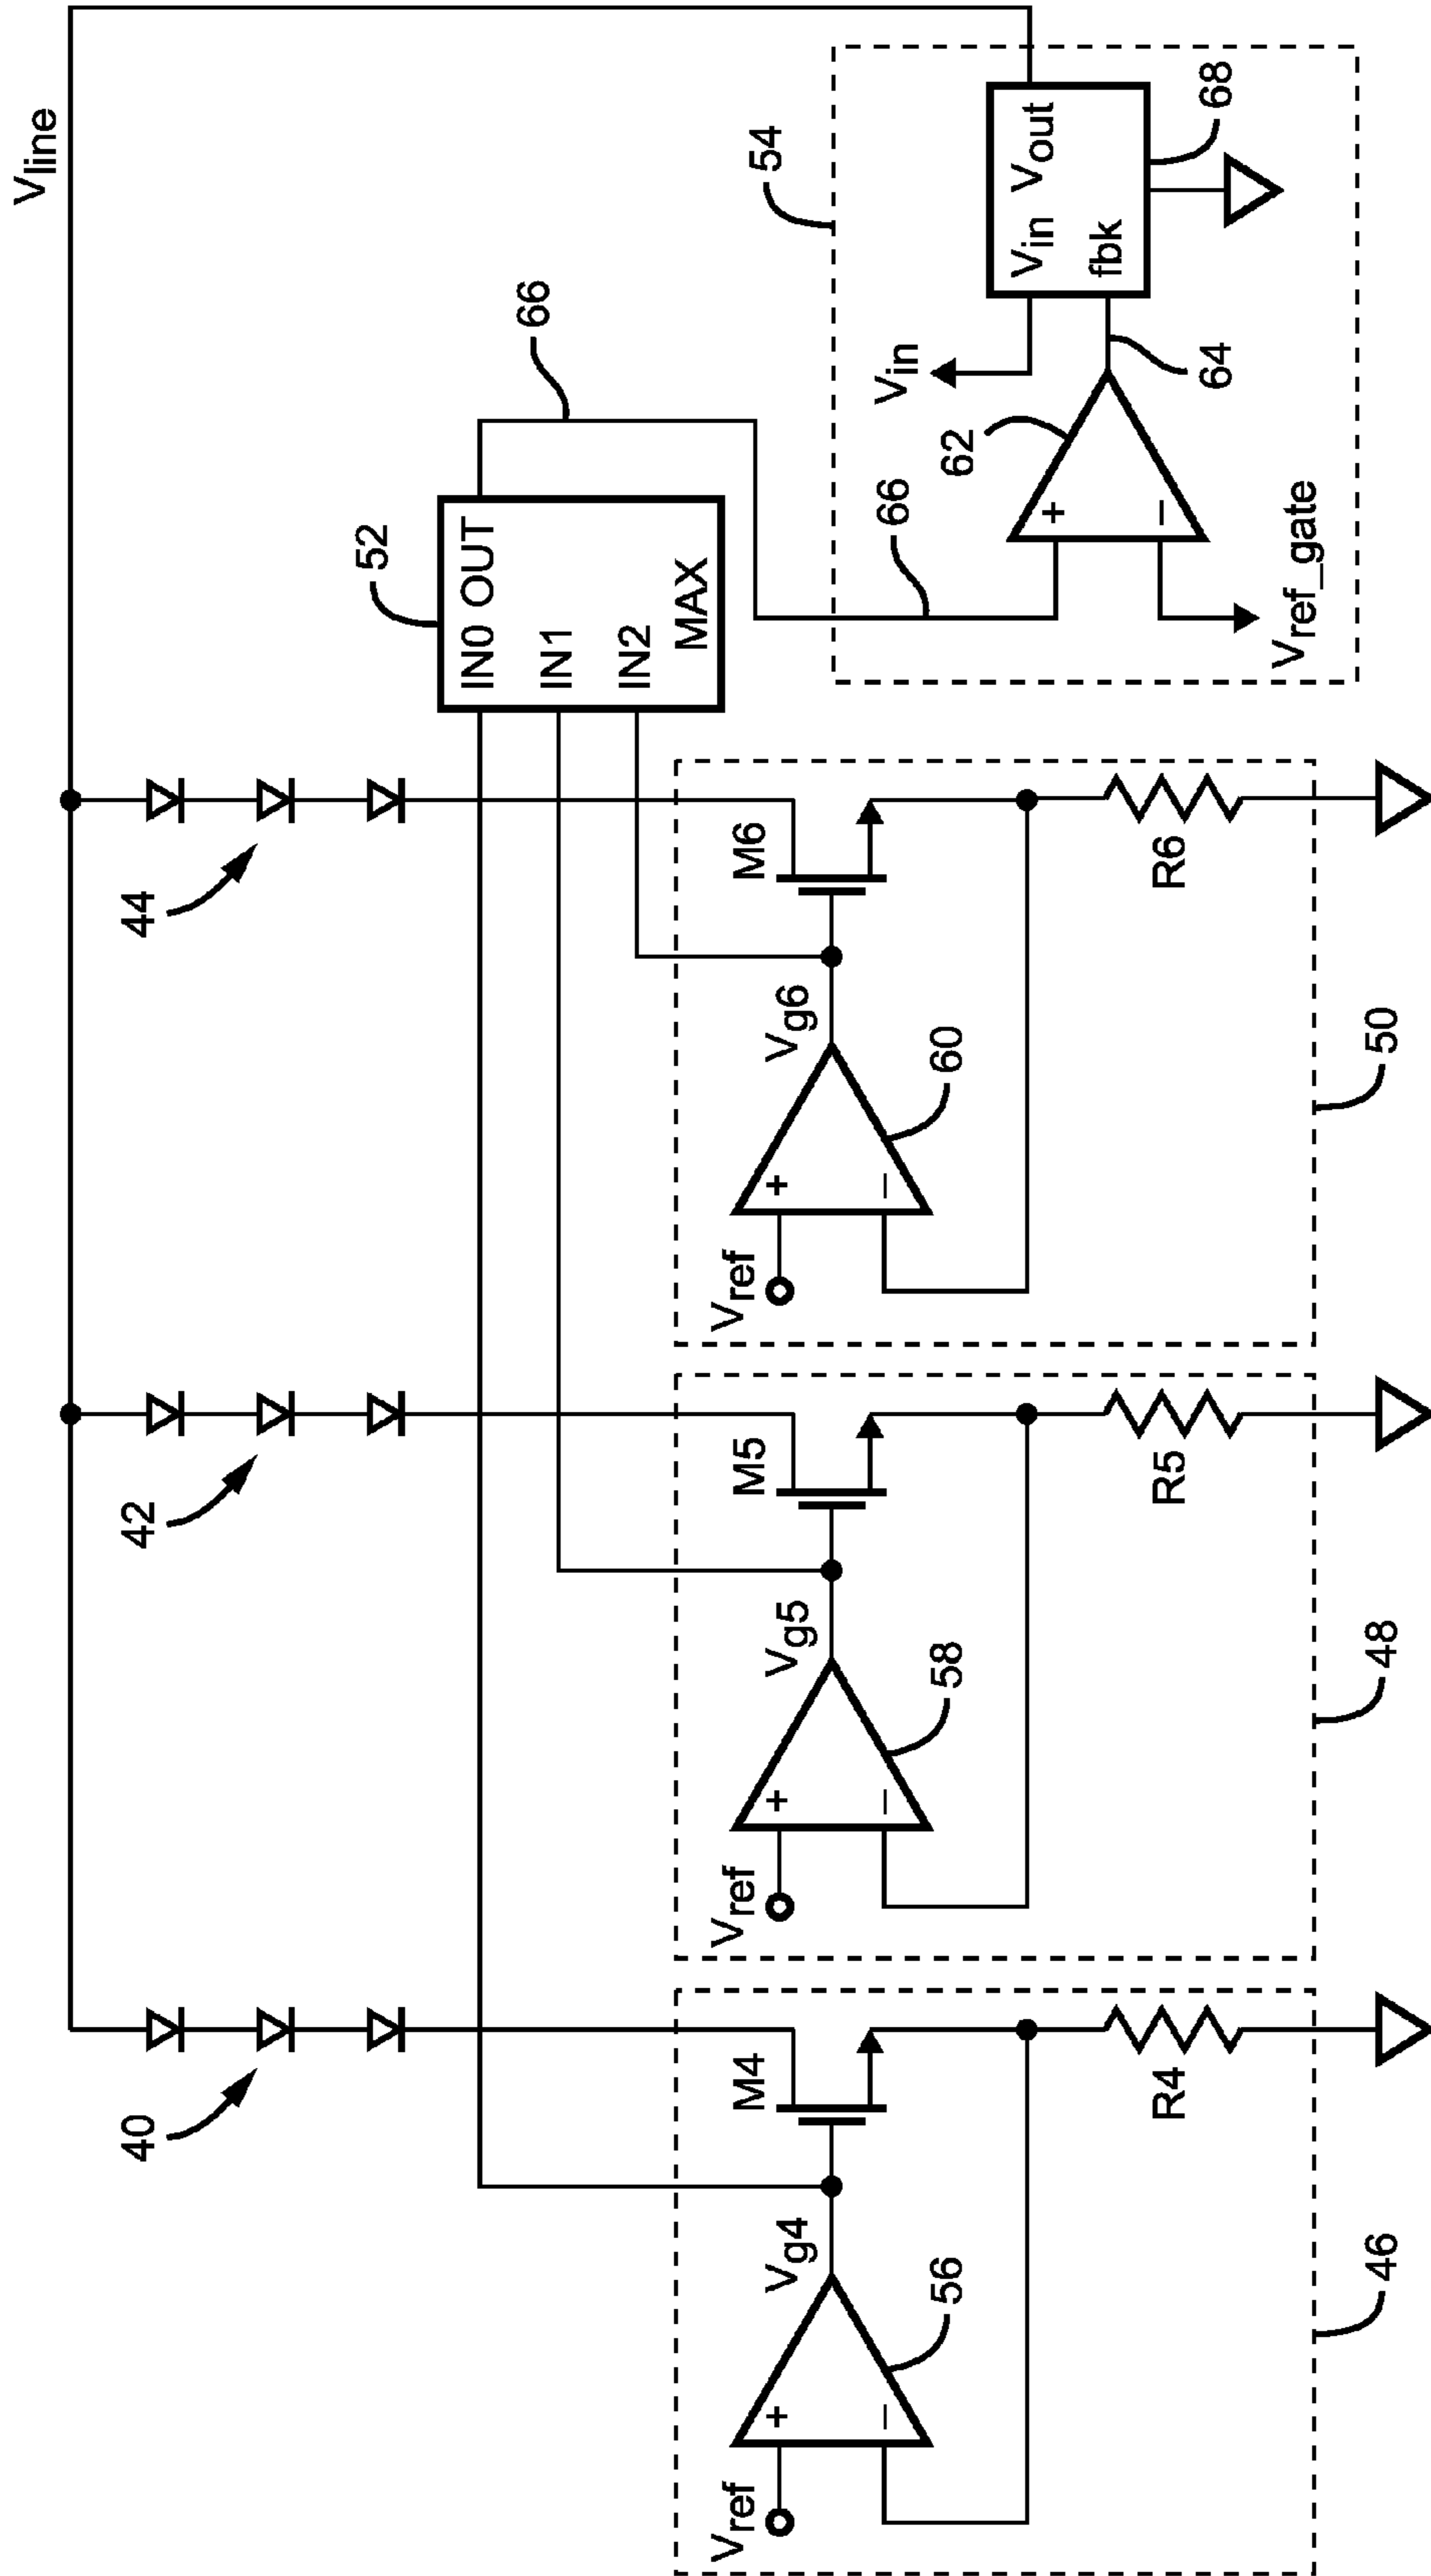 Vline
40
42
44
52
IN0 OUT
IN1
IN2
MAX
66
54
66
62
Vin
Vin Vout
fbk
68
64
Vref_gate
Vref
+
−
56
Vg4
M4
R4
46
Vref
+
−
58
Vg5
M5
R5
48
Vref
+
−
60
Vg6
M6
R6
50
+
−